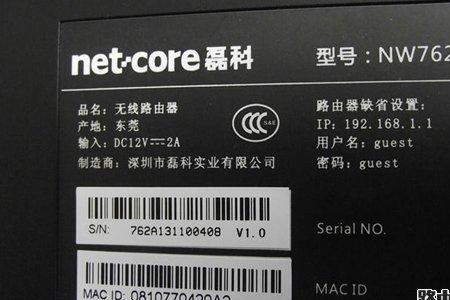 net-core磊科
型号：NW762
品名：无线路由器
产地：东莞
输入：DC12V⎓2A
制造商：深圳市磊科实业有限公司
CCC S&E
路由器缺省设置：
IP: 192.168.1.1
用户名：guest
密码：guest
S/N: 762A131100408 V1.0
Serial NO.
MAC ID